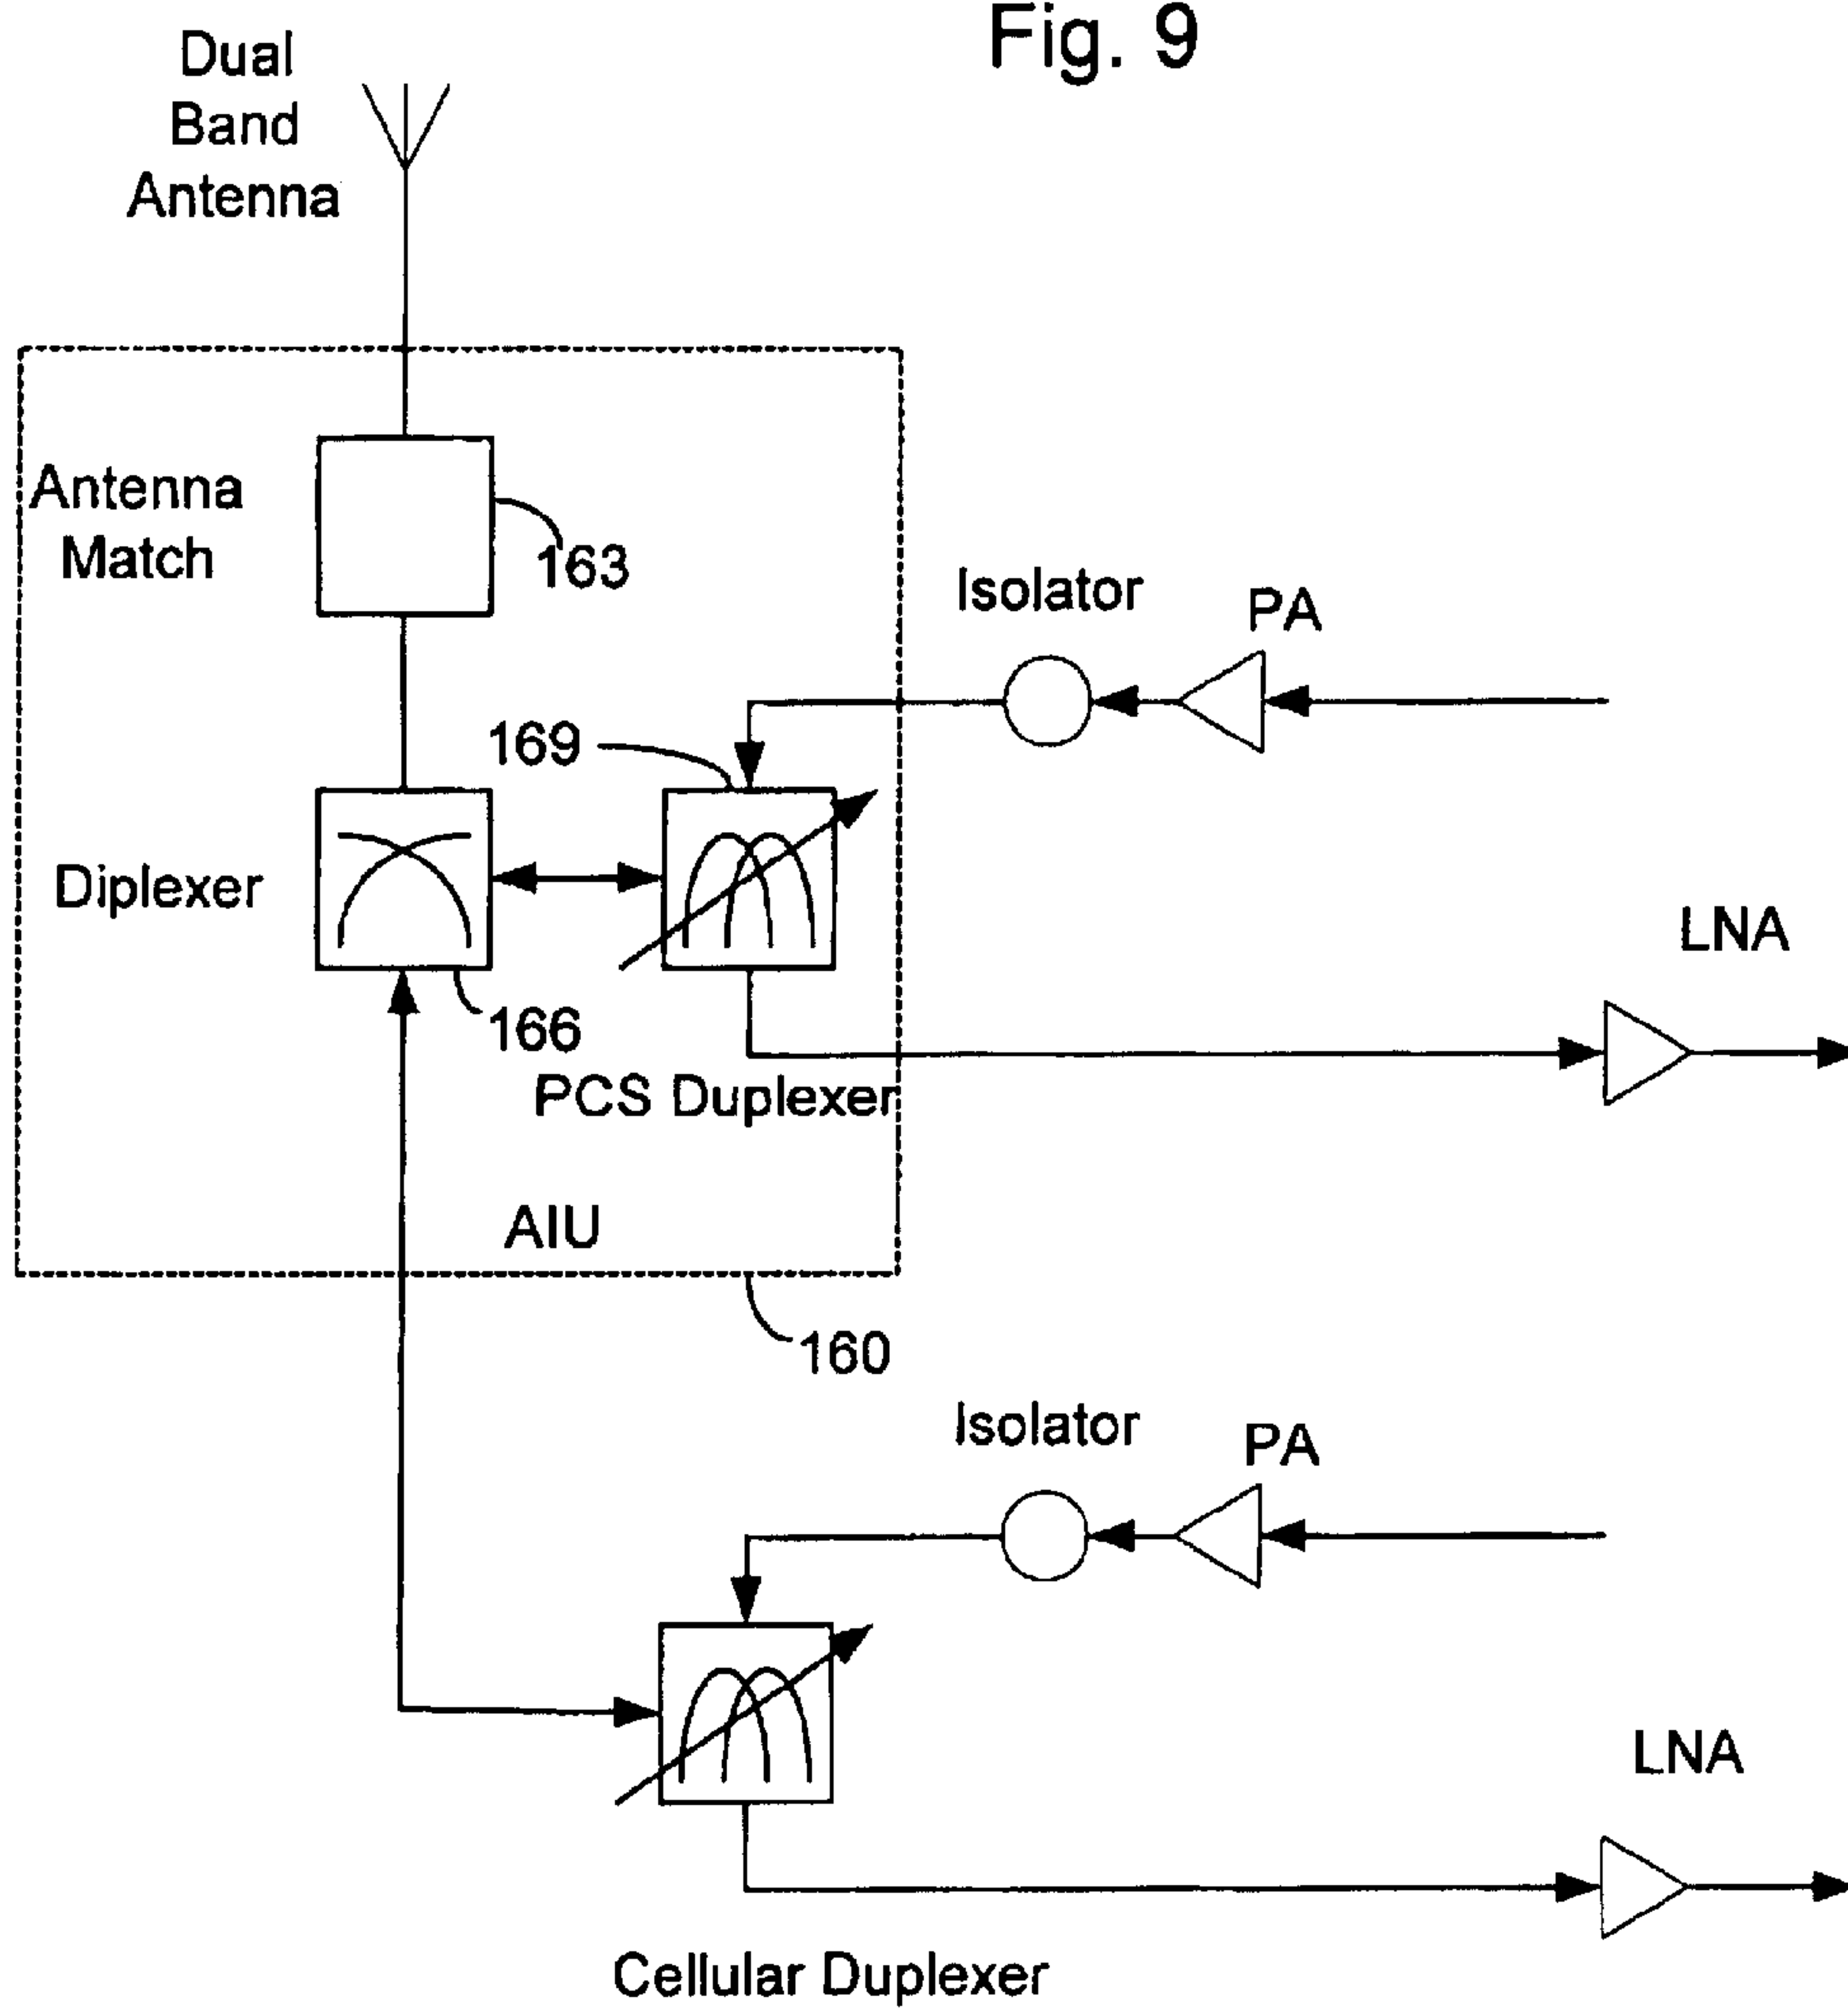 Fig. 9
Dual
Band
Antenna
Antenna
Match
163
Isolator
PA
169
Diplexer
LNA
166
PCS Duplexer
AIU
160
Isolator
PA
LNA
Cellular Duplexer